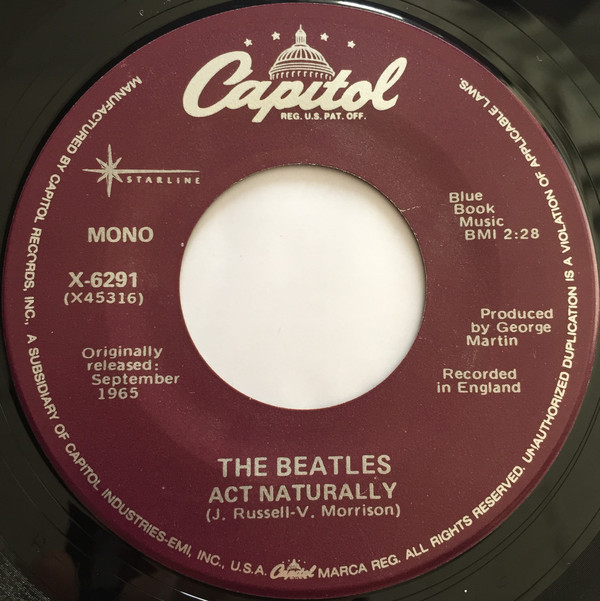 Capitol
REG. U.S. PAT. OFF.
STARLINE
MONO
X-6291
(X45316)
Originally
released:
September
1965
Blue
Book
Music
BMI 2:28
Produced
by George
Martin
Recorded
in England
THE BEATLES
ACT NATURALLY
(J. Russell-V. Morrison)
MANUFACTURED BY CAPITOL RECORDS, INC., A SUBSIDIARY OF CAPITOL INDUSTRIES-EMI, INC., U.S.A. Capitol MARCA REG. ALL RIGHTS RESERVED. UNAUTHORIZED DUPLICATION IS A VIOLATION OF APPLICABLE LAWS.